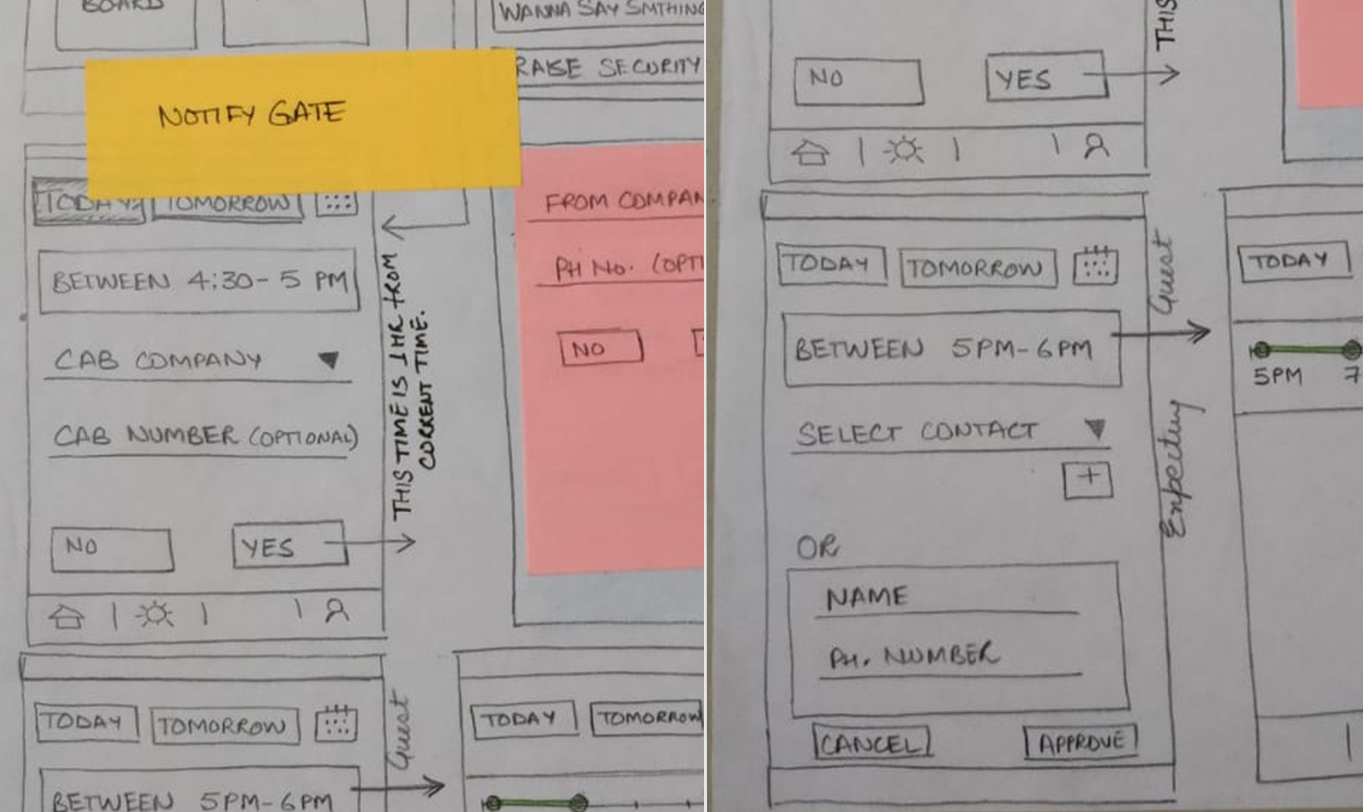 BOARD
WANNA SAY SMTHING
RAISE SECURITY
NOTIFY GATE
TODAY
TOMORROW
BETWEEN 4:30 - 5 PM
CAB COMPANY
CAB NUMBER (OPTIONAL)
NO
YES
THIS TIME IS 1HR FROM
CURRENT TIME.
FROM COMPAN
PH NO. (OPTI
NO
TODAY
TOMORROW
BETWEEN 5PM-6PM
Guest
TODAY
TOMORROW
THIS
NO
YES
TODAY
TOMORROW
BETWEEN 5PM-6PM
SELECT CONTACT
+
OR
NAME
PH. NUMBER
CANCEL
APPROVE
Expecting Guest
TODAY
5PM 7